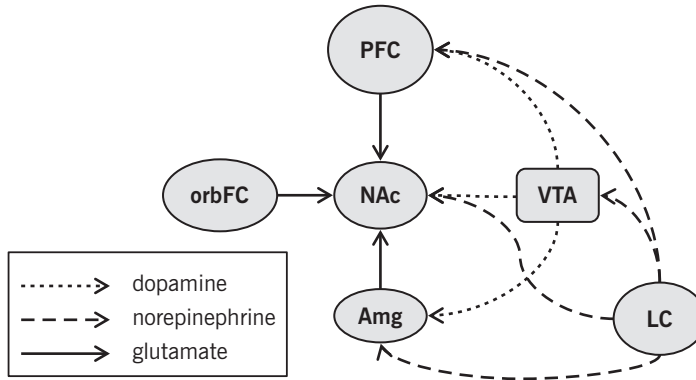 PFC
orbFC
NAc
VTA
Amg
LC
dopamine
norepinephrine
glutamate